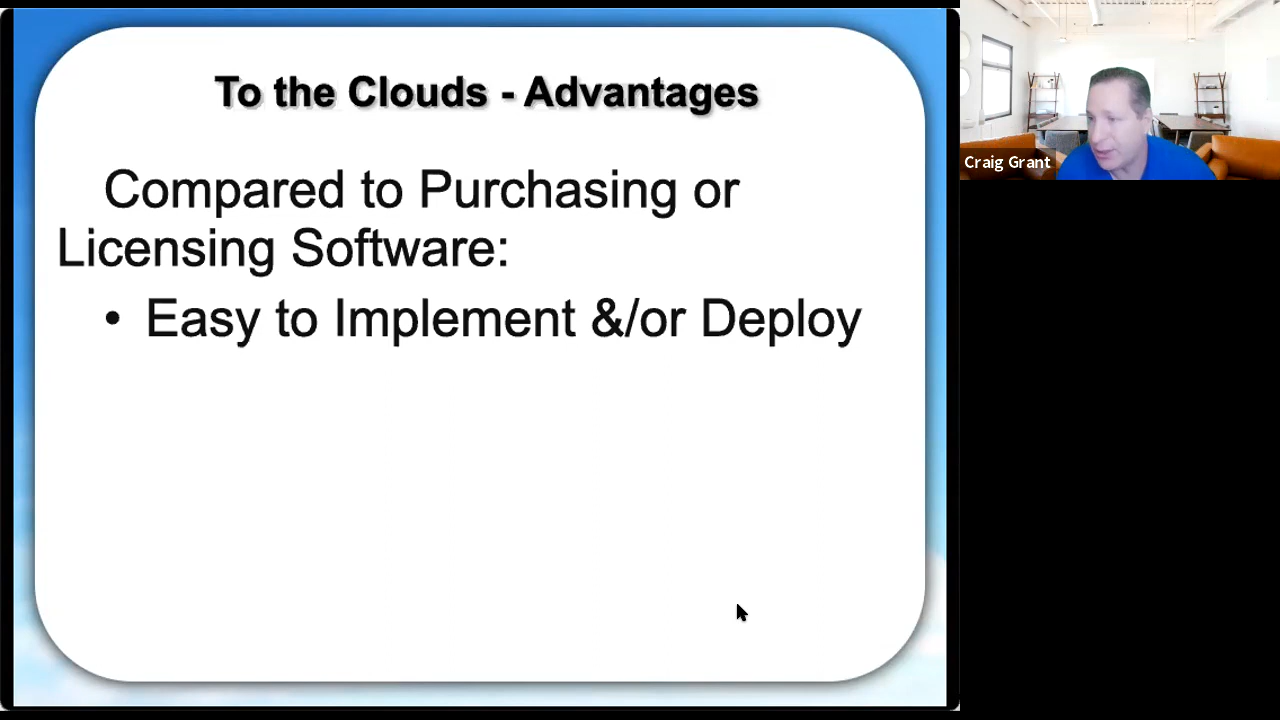 To the Clouds - Advantages
Compared to Purchasing or
Licensing Software:
• Easy to Implement &/or Deploy
Craig Grant